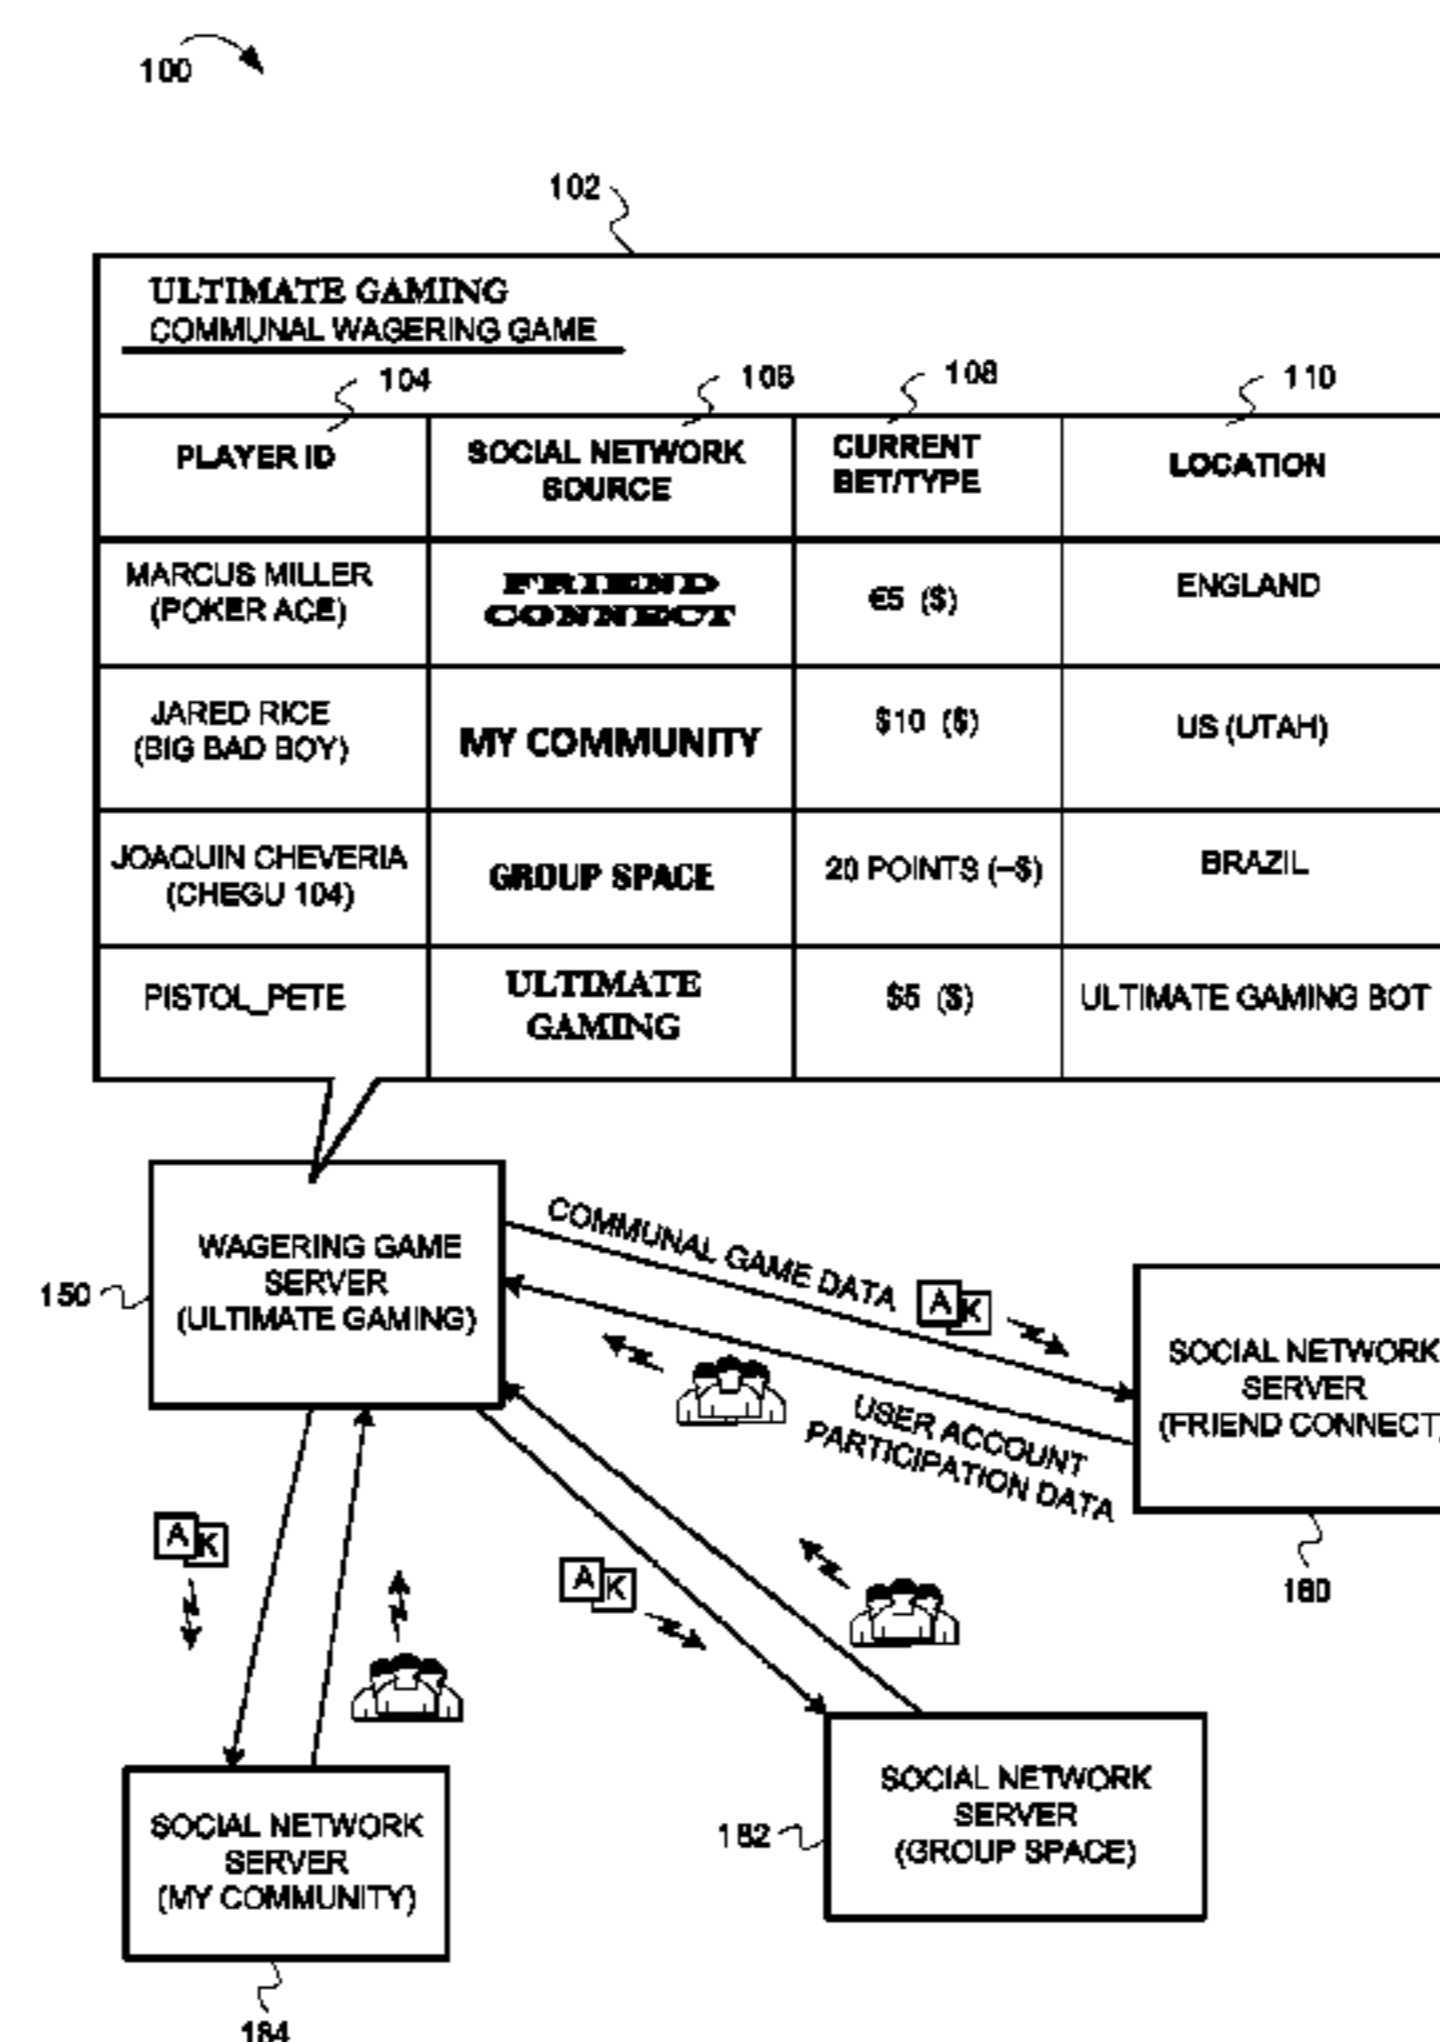 100
102
ULTIMATE GAMING
COMMUNAL WAGERING GAME
104
106
108
110
PLAYER ID
SOCIAL NETWORK
SOURCE
CURRENT
BET/TYPE
LOCATION
MARCUS MILLER
(POKER ACE)
FRIEND
CONNECT
€5 ($)
ENGLAND
JARED RICE
(BIG BAD BOY)
MY COMMUNITY
$10 ($)
US (UTAH)
JOAQUIN CHEVERIA
(CHEGU 104)
GROUP SPACE
20 POINTS (–$)
BRAZIL
PISTOL_PETE
ULTIMATE
GAMING
$5 ($)
ULTIMATE GAMING BOT
WAGERING GAME
SERVER
(ULTIMATE GAMING)
150
COMMUNAL GAME DATA
A K
USER ACCOUNT
PARTICIPATION DATA
SOCIAL NETWORK
SERVER
(FRIEND CONNECT)
180
A K
A K
SOCIAL NETWORK
SERVER
(GROUP SPACE)
182
SOCIAL NETWORK
SERVER
(MY COMMUNITY)
184